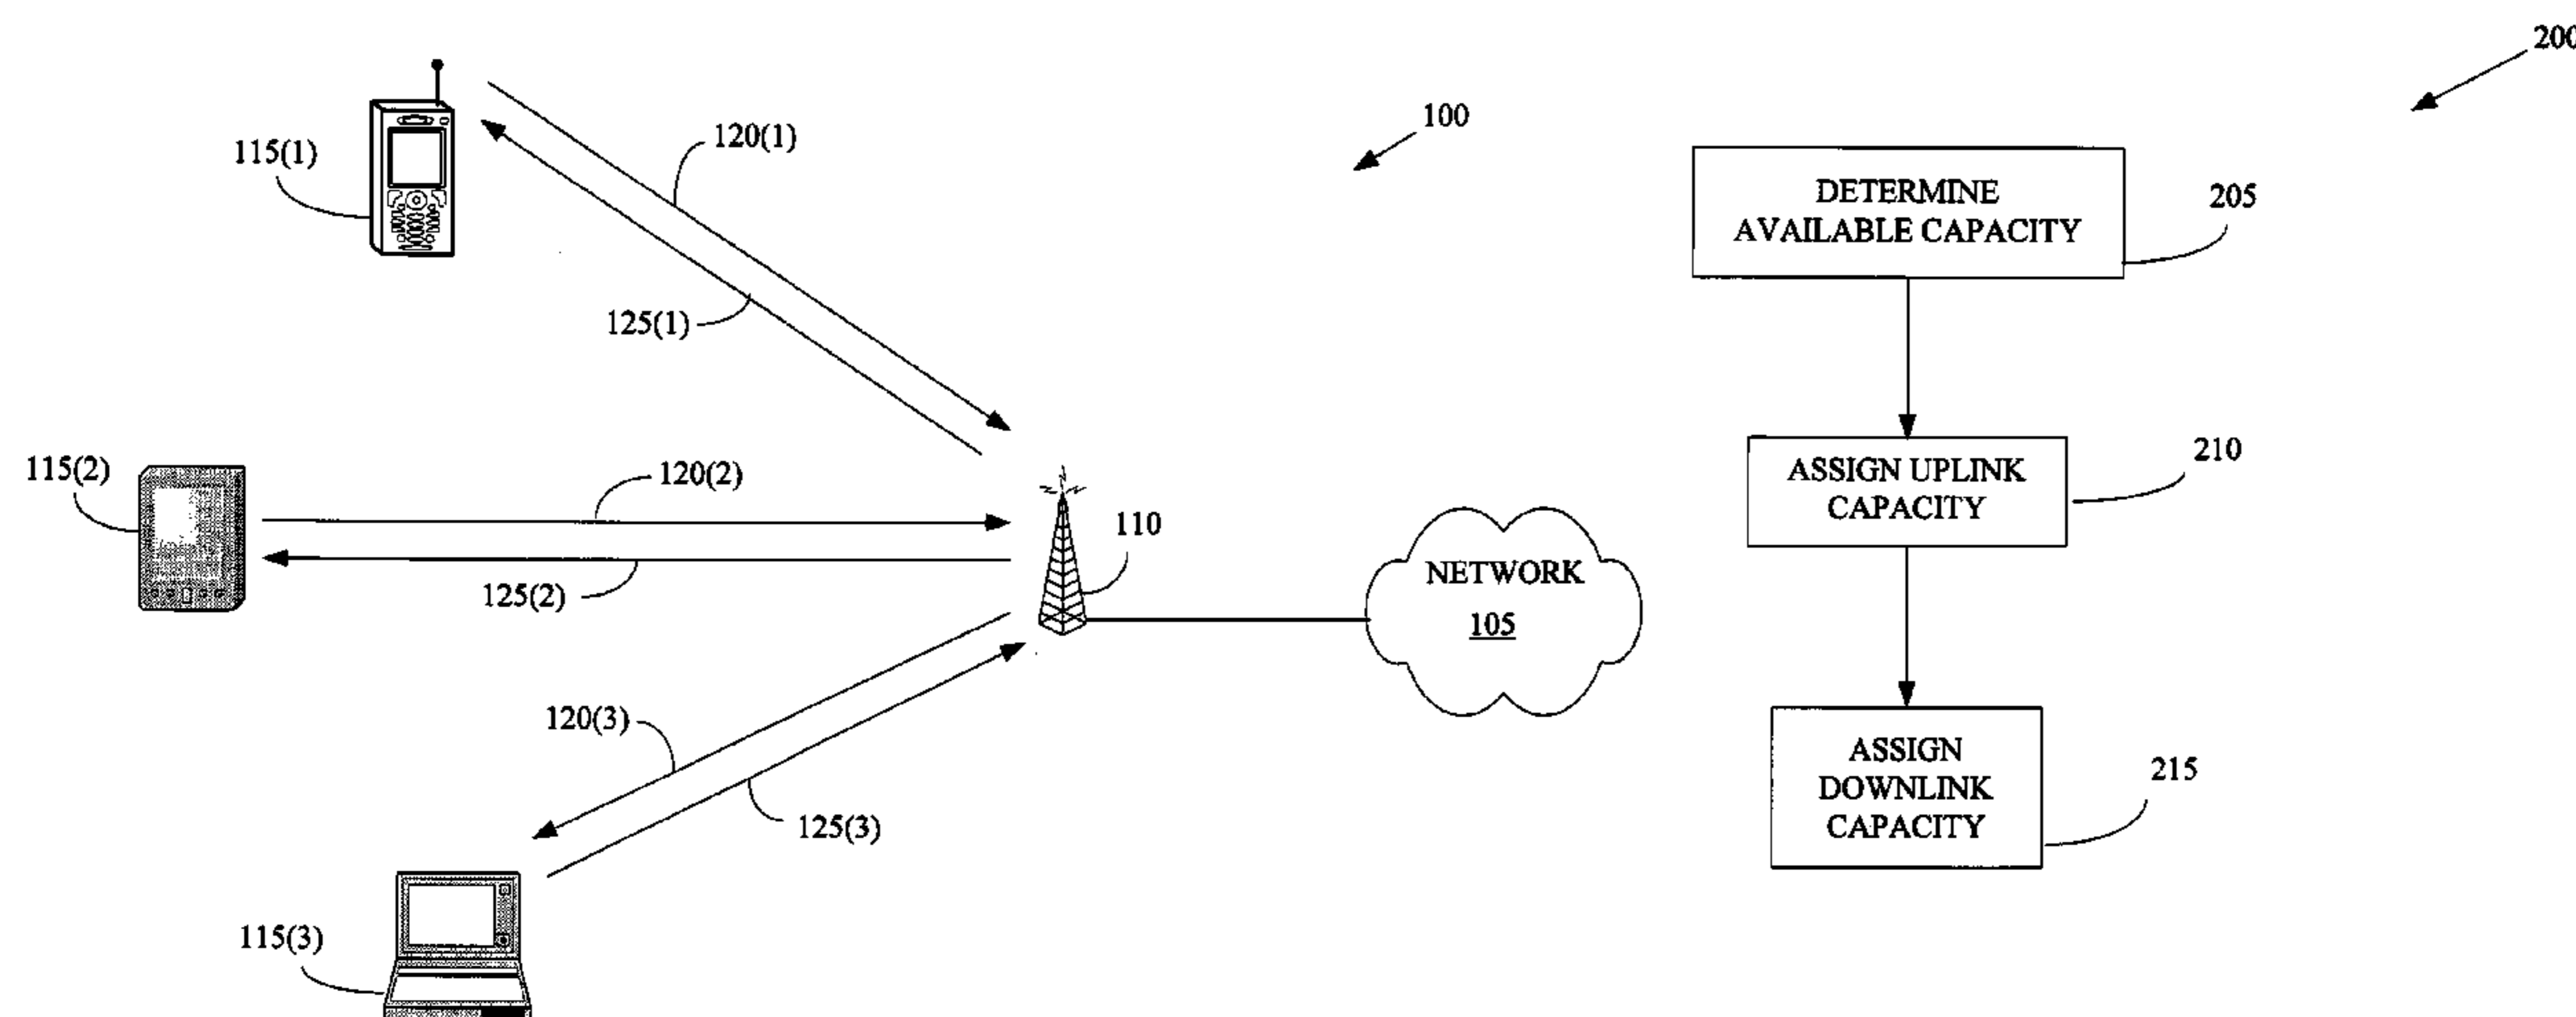 200
100
115(1)
120(1)
125(1)
115(2)
120(2)
125(2)
110
NETWORK
105
120(3)
125(3)
115(3)
DETERMINE
AVAILABLE CAPACITY
205
ASSIGN UPLINK
CAPACITY
210
ASSIGN
DOWNLINK
CAPACITY
215